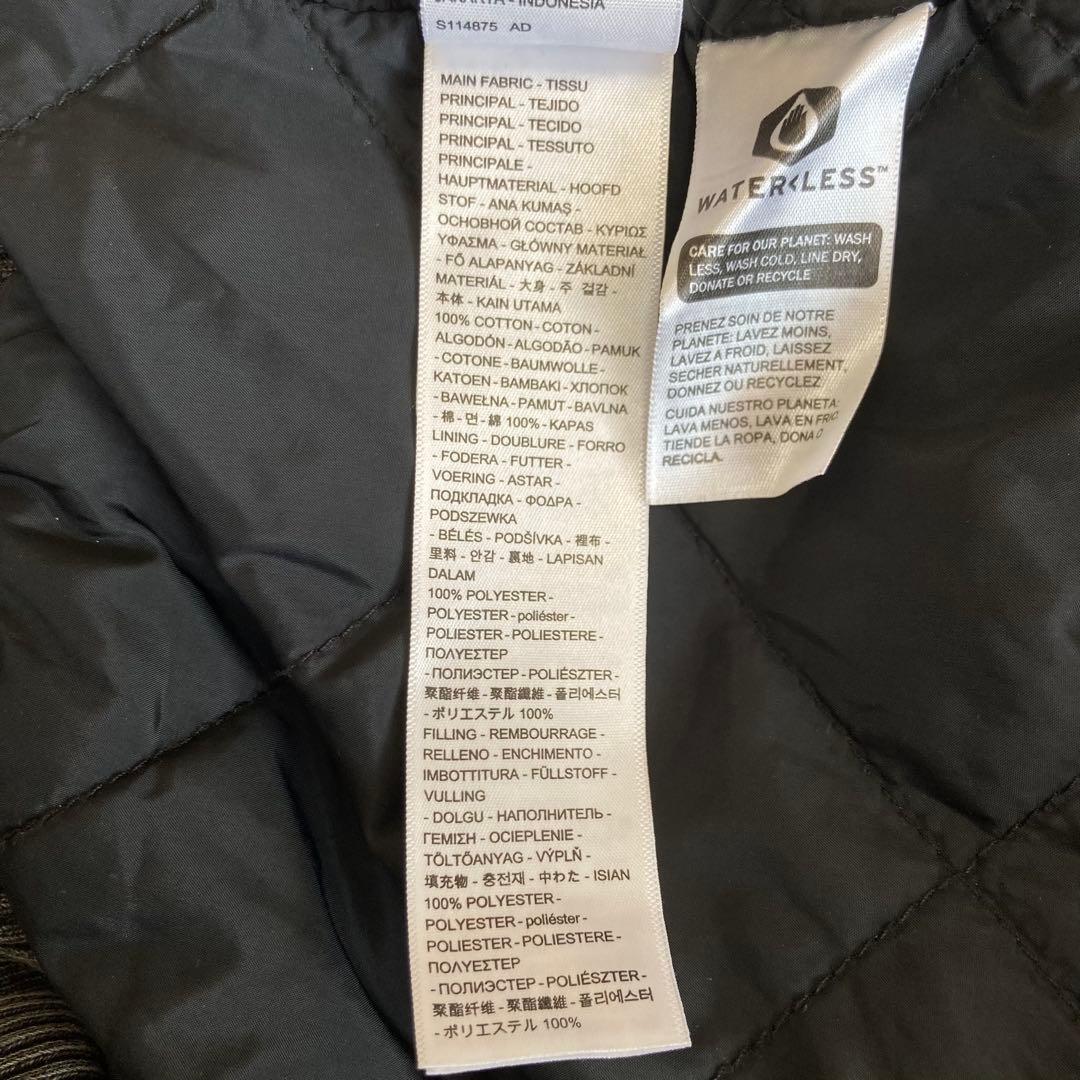 JAKARTA - INDONESIA
S114875 AD
MAIN FABRIC - TISSU
PRINCIPAL - TEJIDO
PRINCIPAL - TECIDO
PRINCIPAL - TESSUTO
PRINCIPALE -
HAUPTMATERIAL - HOOFD
STOF - ANA KUMAŞ -
ОСНОВНОЙ СОСТАВ - ΚΥΡΙΟΣ
ΥΦΑΣΜΑ - GŁÓWNY MATERIAŁ
- FŐ ALAPANYAG - ZÁKLADNÍ
MATERIÁL - 大身 - 주 겉감 -
本体 - KAIN UTAMA
100% COTTON - COTON -
ALGODÓN - ALGODÃO - PAMUK
- COTONE - BAUMWOLLE -
KATOEN - ΒΑΜΒΑΚΙ - ХЛОПОК
- BAWEŁNA - PAMUT - BAVLNA
- 棉 - 면 - 綿 100% - KAPAS
LINING - DOUBLURE - FORRO
- FODERA - FUTTER -
VOERING - ASTAR -
ПОДКЛАДКА - ΦΟΔΡΑ -
PODSZEWKA
- BÉLÉS - PODŠÍVKA - 裡布 -
里料 - 안감 - 裏地 - LAPISAN
DALAM
100% POLYESTER -
POLYESTER - poliéster -
POLIESTER - POLIESTERE -
ΠΟΛΥΕΣΤΕΡ
- ПОЛИЭСТЕР - POLIÉSZTER -
聚酯纤维 - 聚酯纖維 - 폴리에스터
- ポリエステル 100%
FILLING - REMBOURRAGE -
RELLENO - ENCHIMENTO -
IMBOTTITURA - FÜLLSTOFF -
VULLING
- DOLGU - НАПОЛНИТЕЛЬ -
ΓΕΜΙΣΗ - OCIEPLENIE -
TÖLTŐANYAG - VÝPLŇ -
填充物 - 충전재 - 中わた - ISIAN
100% POLYESTER -
POLYESTER - poliéster -
POLIESTER - POLIESTERE -
ΠΟΛΥΕΣΤΕΡ
- ПОЛИЭСТЕР - POLIÉSZTER -
聚酯纤维 - 聚酯纖維 - 폴리에스터
- ポリエステル 100%
WATER<LESS™
CARE FOR OUR PLANET: WASH
LESS, WASH COLD, LINE DRY,
DONATE OR RECYCLE
PRENEZ SOIN DE NOTRE
PLANETE: LAVEZ MOINS,
LAVEZ A FROID, LAISSEZ
SECHER NATURELLEMENT,
DONNEZ OU RECYCLEZ
CUIDA NUESTRO PLANETA:
LAVA MENOS, LAVA EN FRIO
TIENDE LA ROPA, DONA O
RECICLA.